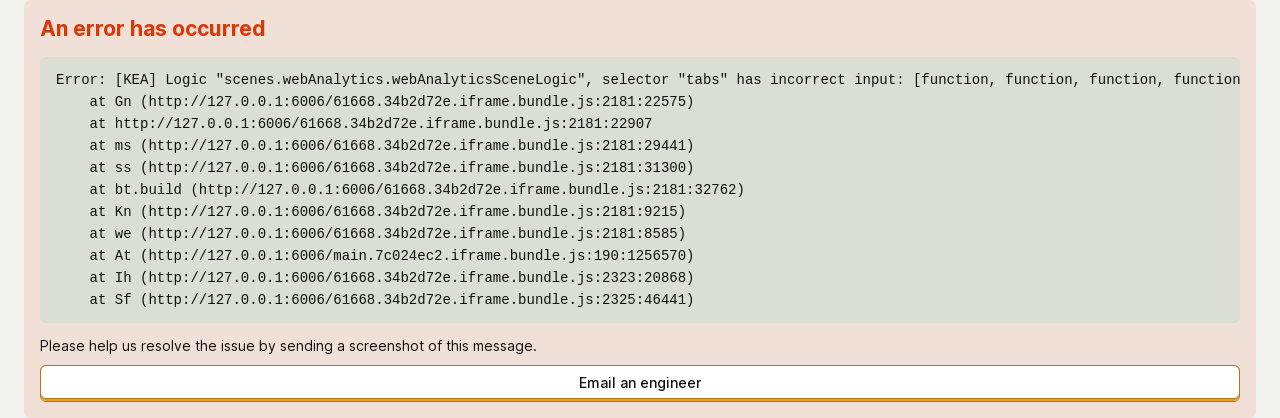 An error has occurred
Error: [KEA] Logic "scenes.webAnalytics.webAnalyticsSceneLogic", selector "tabs" has incorrect input: [function, function, function, function
    at Gn (http://127.0.0.1:6006/61668.34b2d72e.iframe.bundle.js:2181:22575)
    at http://127.0.0.1:6006/61668.34b2d72e.iframe.bundle.js:2181:22907
    at ms (http://127.0.0.1:6006/61668.34b2d72e.iframe.bundle.js:2181:29441)
    at ss (http://127.0.0.1:6006/61668.34b2d72e.iframe.bundle.js:2181:31300)
    at bt.build (http://127.0.0.1:6006/61668.34b2d72e.iframe.bundle.js:2181:32762)
    at Kn (http://127.0.0.1:6006/61668.34b2d72e.iframe.bundle.js:2181:9215)
    at we (http://127.0.0.1:6006/61668.34b2d72e.iframe.bundle.js:2181:8585)
    at At (http://127.0.0.1:6006/main.7c024ec2.iframe.bundle.js:190:1256570)
    at Ih (http://127.0.0.1:6006/61668.34b2d72e.iframe.bundle.js:2323:20868)
    at Sf (http://127.0.0.1:6006/61668.34b2d72e.iframe.bundle.js:2325:46441)
Please help us resolve the issue by sending a screenshot of this message.
Email an engineer